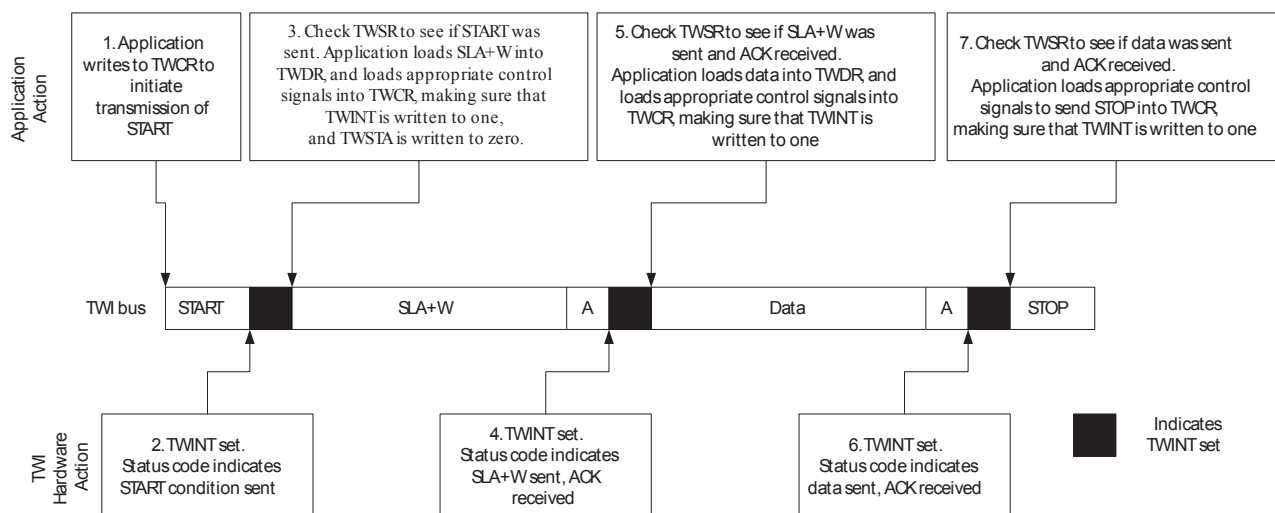 Application
Action
1. Application
writes to TWCR to
initiate
transmission of
START
3. Check TWSR to see if START was
sent. Application loads SLA+W into
TWDR, and loads appropriate control
signals into TWCR, making sure that
TWINT is written to one,
and TWSTA is written to zero.
5. Check TWSR to see if SLA+W was
sent and ACK received.
Application loads data into TWDR, and
loads appropriate control signals into
TWCR, making sure that TWINT is
written to one
7. Check TWSR to see if data was sent
and ACK received.
Application loads appropriate control
signals to send STOP into TWCR,
making sure that TWINT is written to one
TWI bus
START
SLA+W
A
Data
A
STOP
TWI
Hardware
Action
2. TWINT set.
Status code indicates
START condition sent
4. TWINT set.
Status code indicates
SLA+W sent, ACK
received
6. TWINT set.
Status code indicates
data sent, ACK received
Indicates
TWINT set